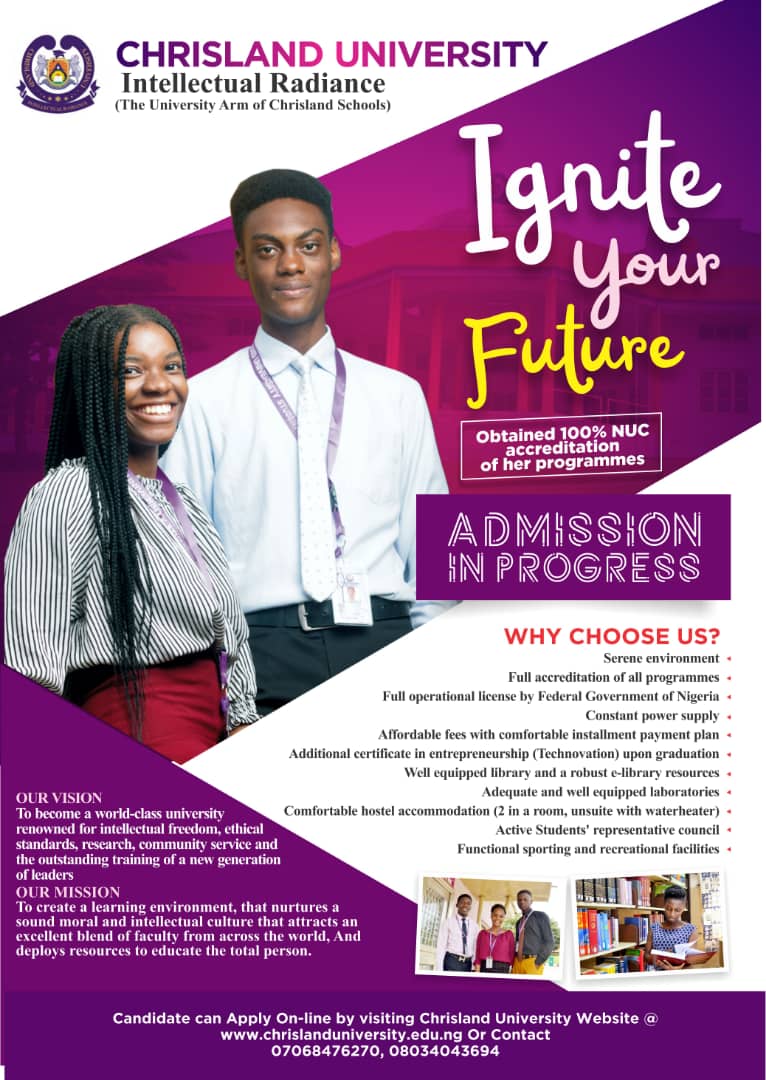 CHRISLAND UNIVERSITY
Intellectual Radiance
(The University Arm of Chrisland Schools)
Ignite
Your
Future
Obtained 100% NUC
accreditation
of her programmes
ADMISSION
IN PROGRESS
WHY CHOOSE US?
Serene environment
Full accreditation of all programmes
Full operational license by Federal Government of Nigeria
Constant power supply
Affordable fees with comfortable installment payment plan
Additional certificate in entrepreneurship (Technovation) upon graduation
Well equipped library and a robust e-library resources
Adequate and well equipped laboratories
Comfortable hostel accommodation (2 in a room, unsuite with waterheater)
Active Students' representative council
Functional sporting and recreational facilities
OUR VISION
To become a world-class university
renowned for intellectual freedom, ethical
standards, research, community service and
the outstanding training of a new generation
of leaders
OUR MISSION
To create a learning environment, that nurtures a
sound moral and intellectual culture that attracts an
excellent blend of faculty from across the world, And
deploys resources to educate the total person.
Candidate can Apply On-line by visiting Chrisland University Website @
www.chrislanduniversity.edu.ng Or Contact
07068476270, 08034043694